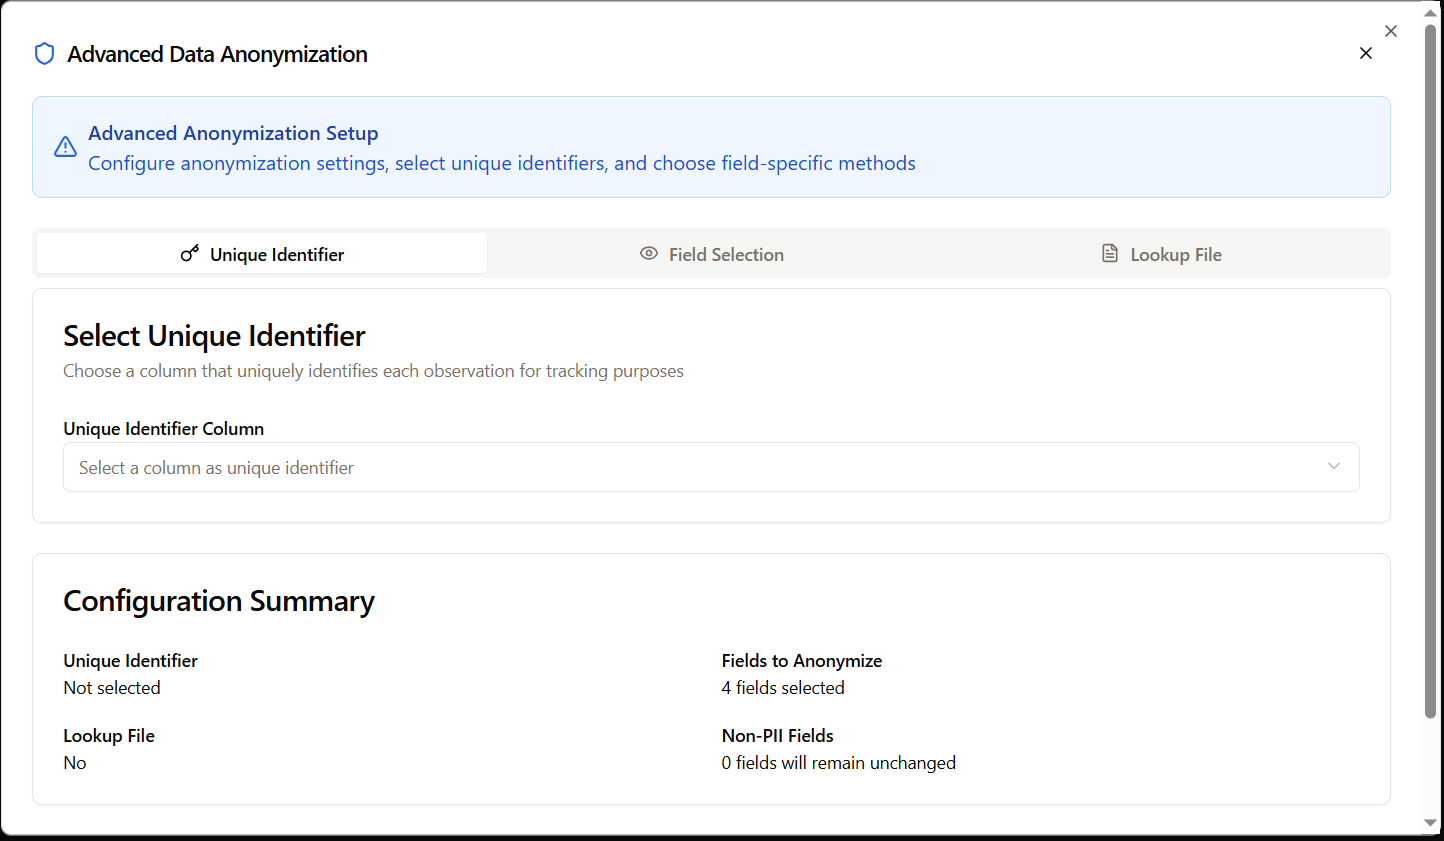 Advanced Data Anonymization
Advanced Anonymization Setup
Configure anonymization settings, select unique identifiers, and choose field-specific methods
Unique Identifier
Field Selection
Lookup File
Select Unique Identifier
Choose a column that uniquely identifies each observation for tracking purposes
Unique Identifier Column
Select a column as unique identifier
Configuration Summary
Unique Identifier
Not selected
Fields to Anonymize
4 fields selected
Lookup File
No
Non-PII Fields
0 fields will remain unchanged